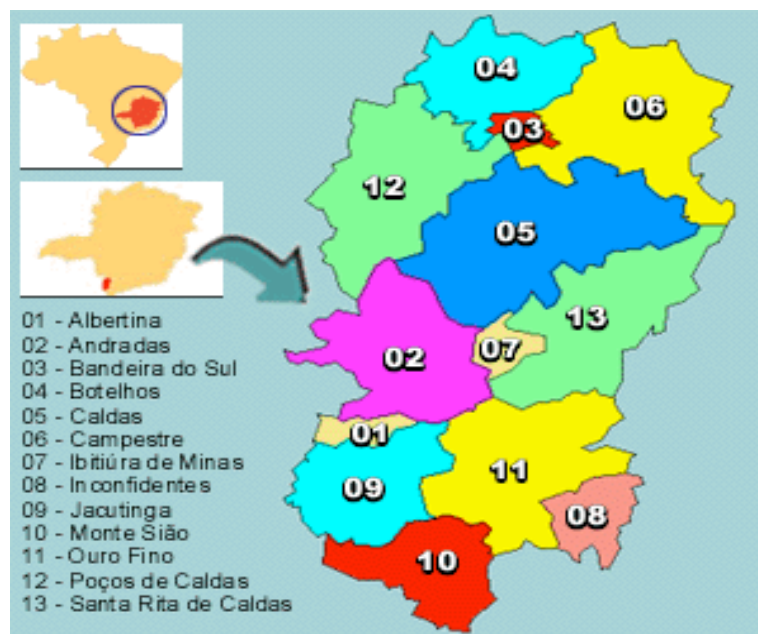 04
06
03
12
05
13
07
02
01
11
09
08
10
01 - Albertina
02 - Andradas
03 - Bandeira do Sul
04 - Botelhos
05 - Caldas
06 - Campestre
07 - Ibitiúra de Minas
08 - Inconfidentes
09 - Jacutinga
10 - Monte Sião
11 - Ouro Fino
12 - Poços de Caldas
13 - Santa Rita de Caldas